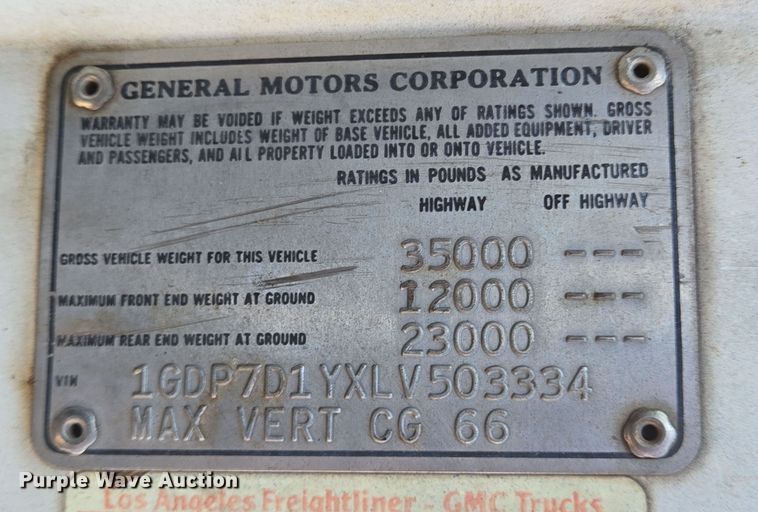 GENERAL MOTORS CORPORATION
WARRANTY MAY BE VOIDED IF WEIGHT EXCEEDS ANY OF RATINGS SHOWN. GROSS
VEHICLE WEIGHT INCLUDES WEIGHT OF BASE VEHICLE, ALL ADDED EQUIPMENT, DRIVER
AND PASSENGERS, AND ALL PROPERTY LOADED INTO OR ONTO VEHICLE.
RATINGS IN POUNDS AS MANUFACTURED
HIGHWAY OFF HIGHWAY
GROSS VEHICLE WEIGHT FOR THIS VEHICLE 35000 ---
MAXIMUM FRONT END WEIGHT AT GROUND 12000 ---
MAXIMUM REAR END WEIGHT AT GROUND 23000 ---
VIN 1GDP7D1YXLV503334
MAX VERT CG 66
Purple Wave Auction
Los Angeles Freightliner - GMC Trucks